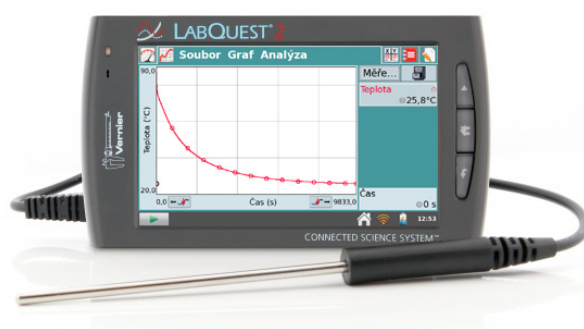 LABQUEST® 2
Soubor Graf Analýza
90,0
Teplota (°C)
20,0
0,0
Čas (s)
9833,0
Měře...
Teplota
25,8°C
Čas
0 s
12:53
Vernier
CONNECTED SCIENCE SYSTEM™